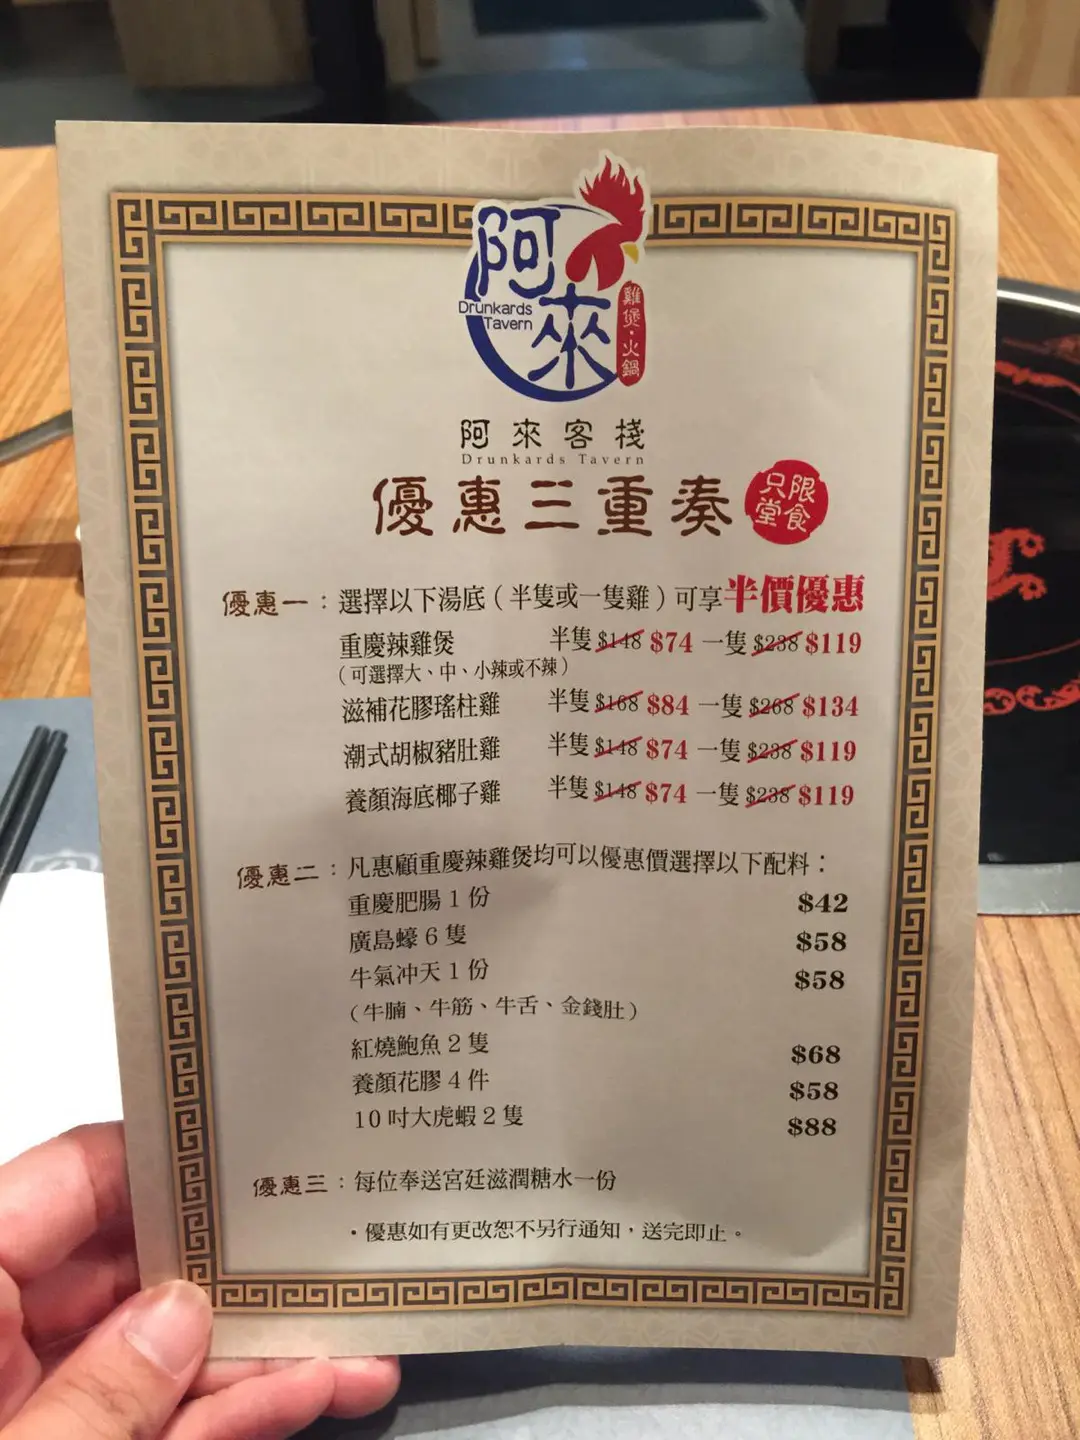 阿來
Drunkards
Tavern
雞煲·火鍋
阿來客棧
Drunkards Tavern
優惠三重奏
只限
堂食
優惠一：選擇以下湯底（半隻或一隻雞）可享半價優惠
重慶辣雞煲 半隻 $148 $74 一隻 $238 $119
（可選擇大、中、小辣或不辣）
滋補花膠瑤柱雞 半隻 $168 $84 一隻 $268 $134
潮式胡椒豬肚雞 半隻 $148 $74 一隻 $238 $119
養顏海底椰子雞 半隻 $148 $74 一隻 $238 $119
優惠二：凡惠顧重慶辣雞煲均可以優惠價選擇以下配料：
重慶肥腸1份 $42
廣島蠔6隻 $58
牛氣冲天1份 $58
（牛腩、牛筋、牛舌、金錢肚）
紅燒鮑魚2隻 $68
養顏花膠4件 $58
10吋大虎蝦2隻 $88
優惠三：每位奉送宮廷滋潤糖水一份
·優惠如有更改恕不另行通知，送完即止。